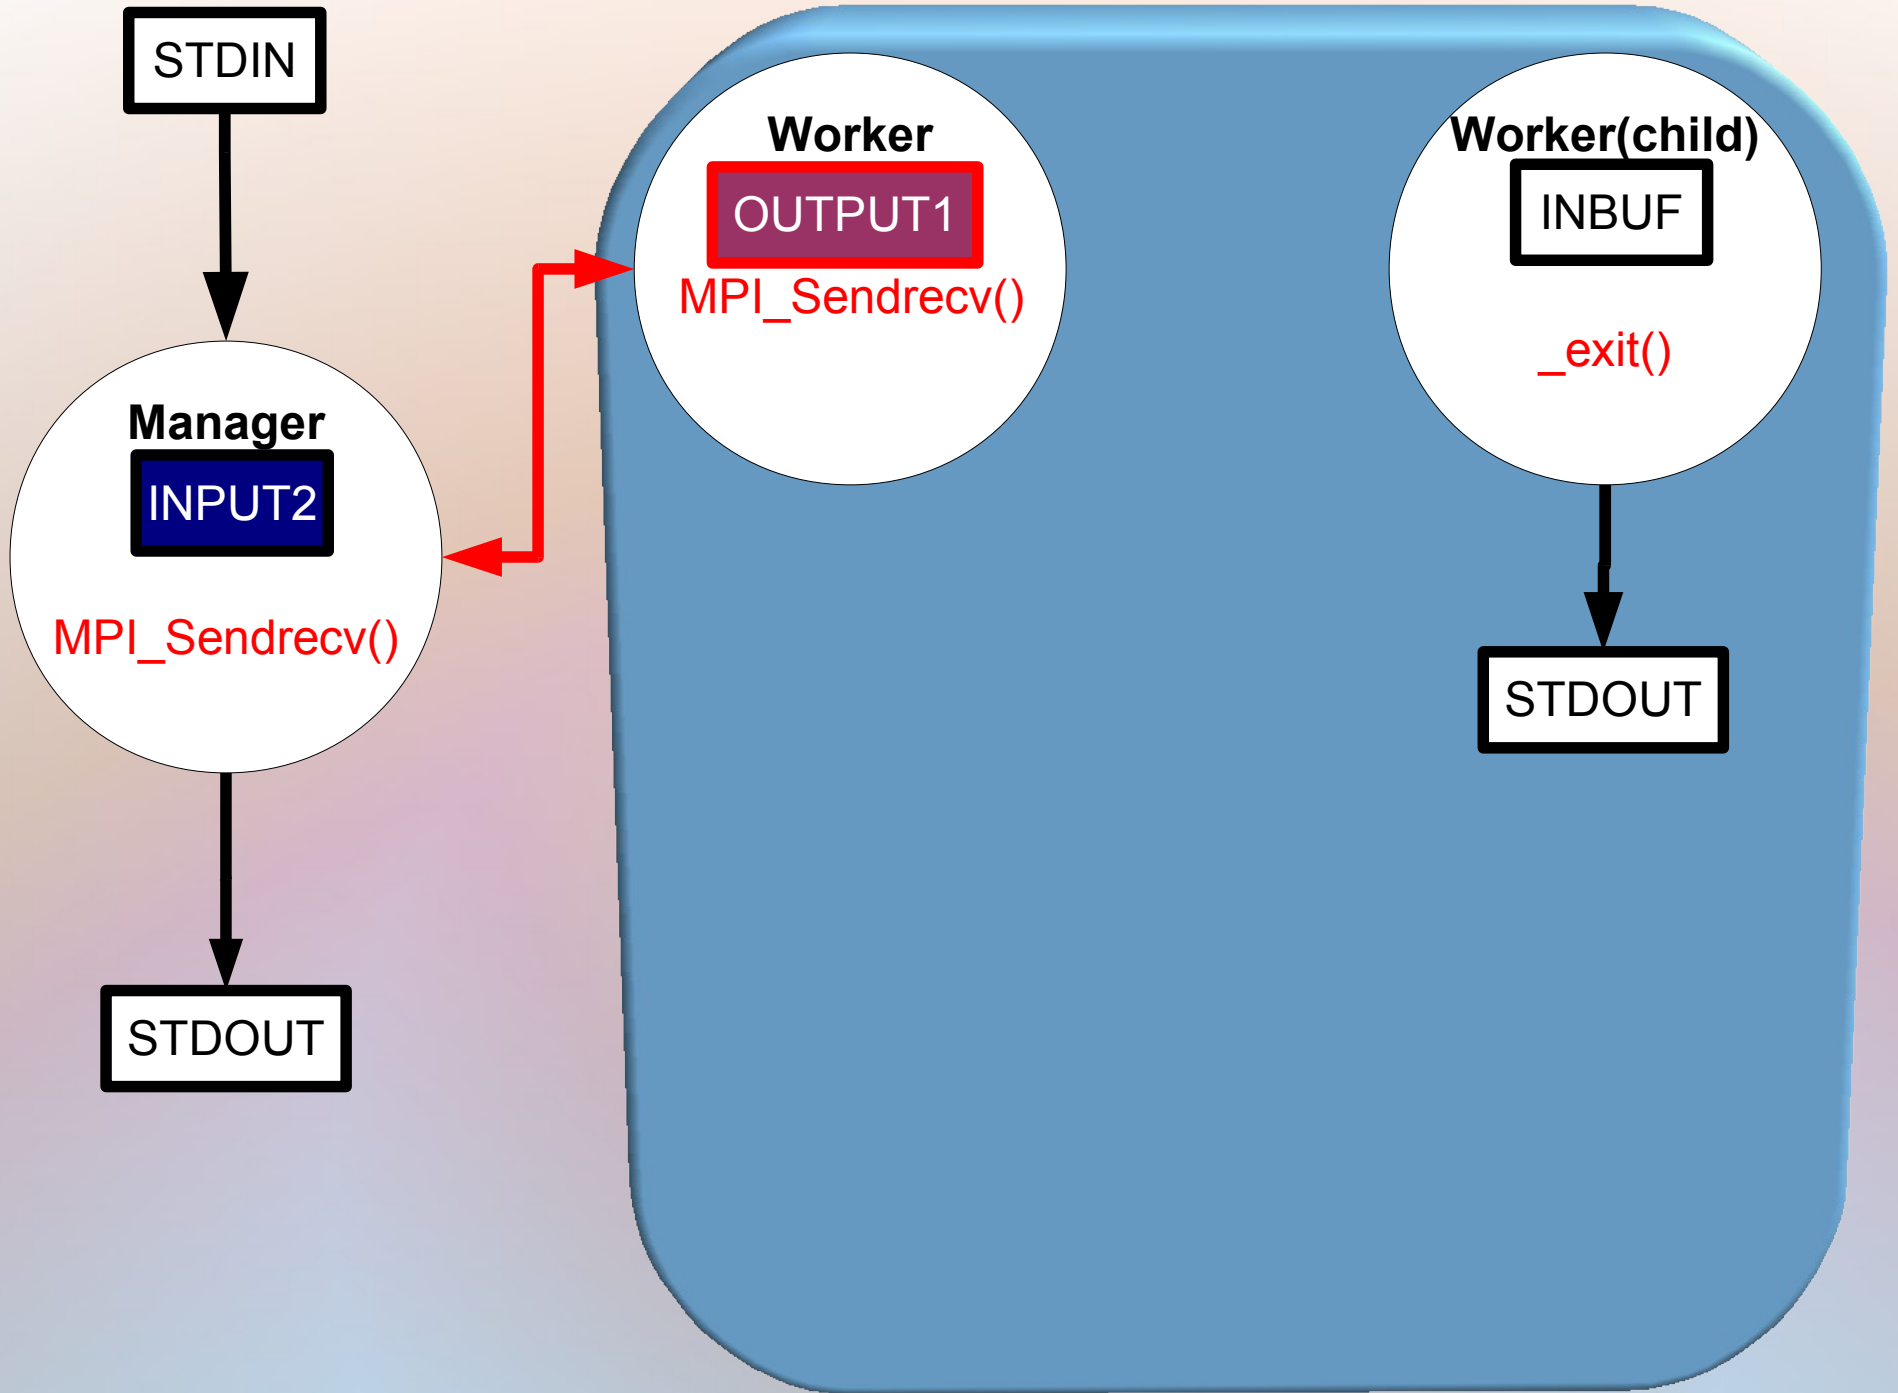 STDIN
Manager
INPUT2
MPI_Sendrecv()
STDOUT
Worker
OUTPUT1
MPI_Sendrecv()
Worker(child)
INBUF
_exit()
STDOUT